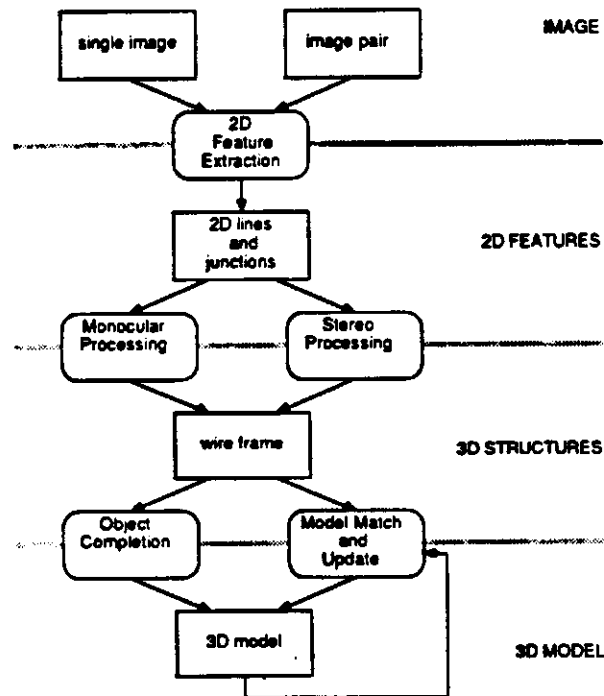 IMAGE
single image
image pair
2D
Feature
Extraction
2D lines
and
junctions
2D FEATURES
Monocular
Processing
Stereo
Processing
wire frame
3D STRUCTURES
Object
Completion
Model Match
and
Update
3D model
3D MODEL